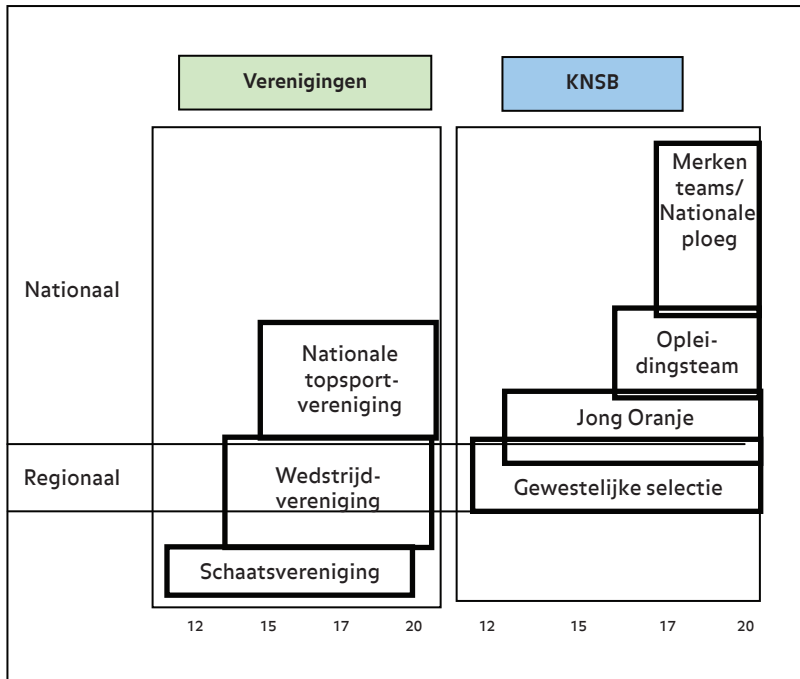 Verenigingen
KNSB
Merken
teams/
Nationale
ploeg
Nationaal
Nationale
topsport-
vereniging
Oplei-
dingsteam
Jong Oranje
Regionaal
Wedstrijd-
vereniging
Gewestelijke selectie
Schaatsvereniging
12 15 17 20 12 15 17 20